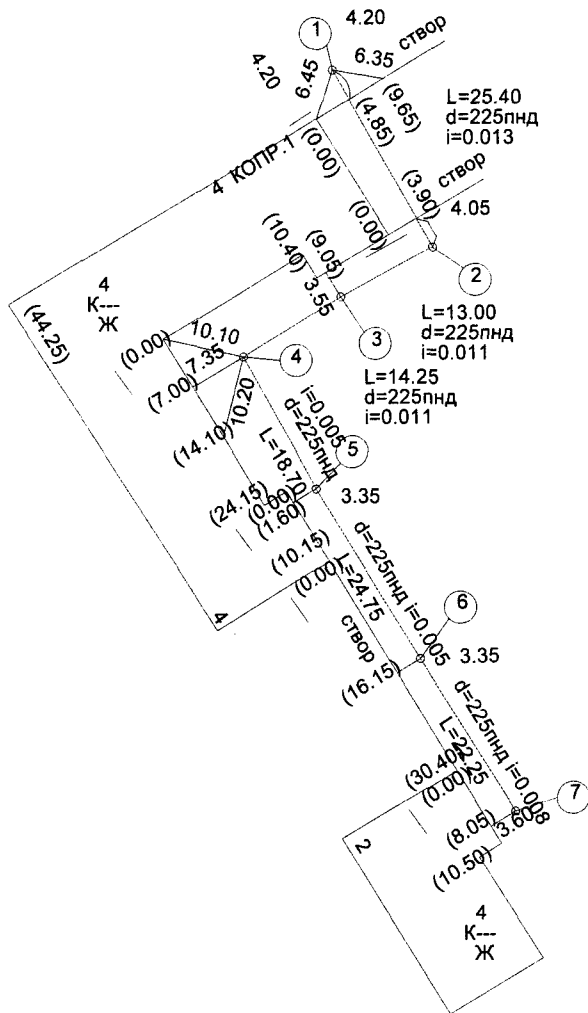 4.20
1
створ
4.20
6.35
6.45
(9.65)
L=25.40
d=225пнд
i=0.013
(4.85)
4 КОПР.1
(0.00)
створ
(3.90)
4.05
(0.00)
(10.40)
(9.05)
2
3.55
4
К---
Ж
(44.25)
3
L=13.00
d=225пнд
i=0.011
(0.00)
10.10
4
7.35
(7.00)
L=14.25
d=225пнд
i=0.011
10.20
(14.10)
i=0.005
d=225пнд
L=18.70
5
(24.15)
(0.00)
(1.60)
3.35
(10.15)
(0.00)
4
L=24.75
d=225пнд i=0.005
6
створ
3.35
(16.15)
d=225пнд i=0.008
L=22.25
(30.40)
(0.00)
7
2
(8.05)
3.60
(10.50)
4
К---
Ж